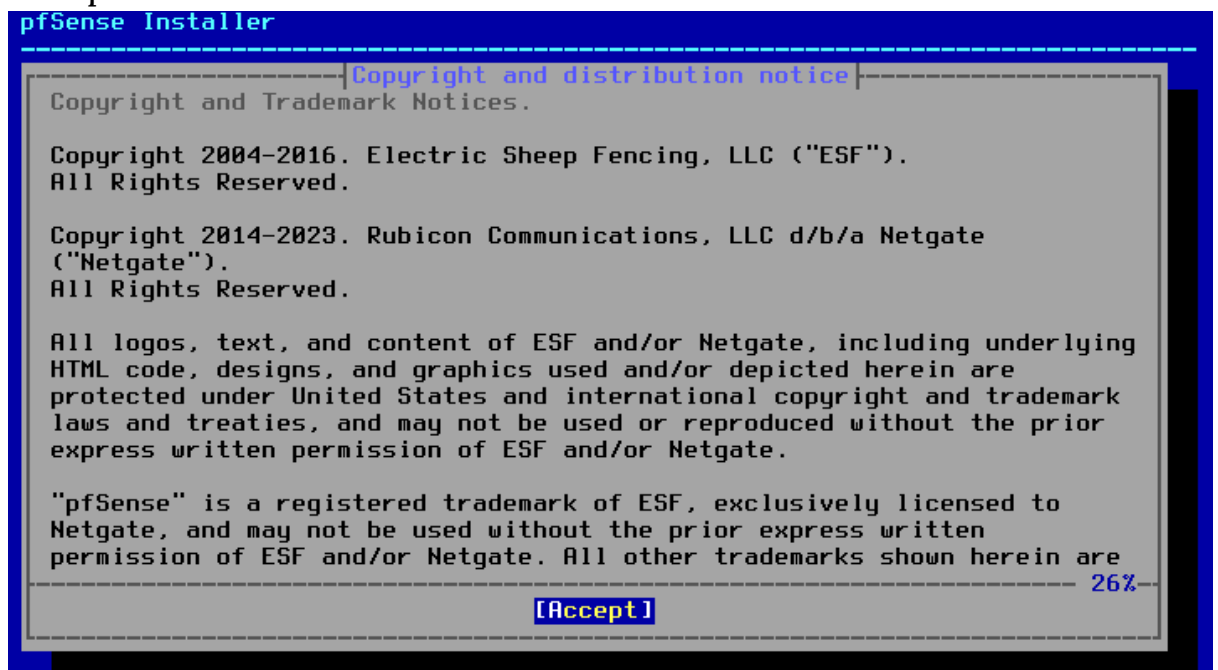 pfSense Installer
Copyright and distribution notice
Copyright and Trademark Notices.
Copyright 2004-2016. Electric Sheep Fencing, LLC ("ESF").
All Rights Reserved.
Copyright 2014-2023. Rubicon Communications, LLC d/b/a Netgate
("Netgate").
All Rights Reserved.
All logos, text, and content of ESF and/or Netgate, including underlying
HTML code, designs, and graphics used and/or depicted herein are
protected under United States and international copyright and trademark
laws and treaties, and may not be used or reproduced without the prior
express written permission of ESF and/or Netgate.
"pfSense" is a registered trademark of ESF, exclusively licensed to
Netgate, and may not be used without the prior express written
permission of ESF and/or Netgate. All other trademarks shown herein are
26%
[Accept]